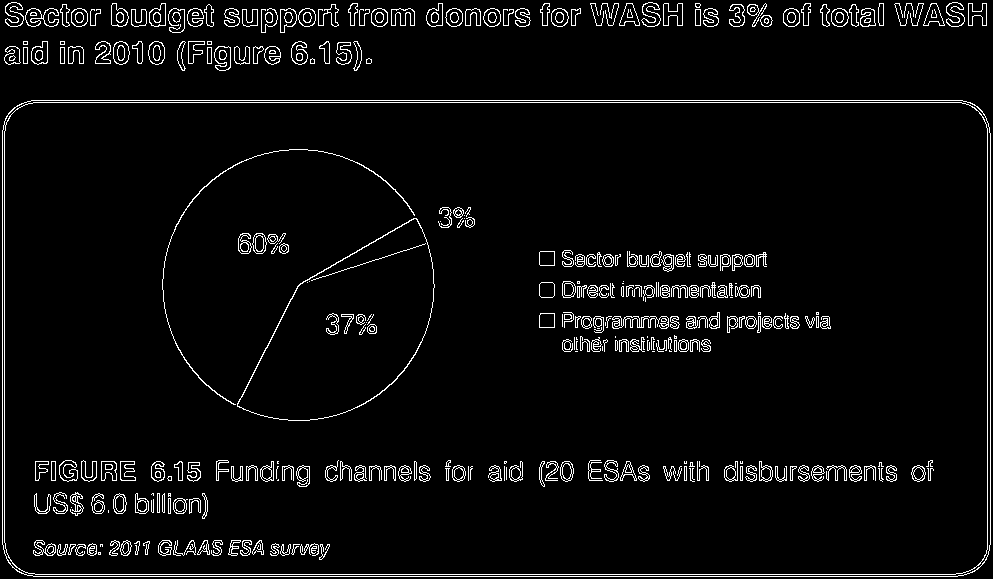 Sector budget support from donors for WASH is 3% of total WASH
aid in 2010 (Figure 6.15).
3%
60%
37%
Sector budget support
Direct implementation
Programmes and projects via
other institutions
FIGURE 6.15 Funding channels for aid (20 ESAs with disbursements of
US$ 6.0 billion)
Source: 2011 GLAAS ESA survey